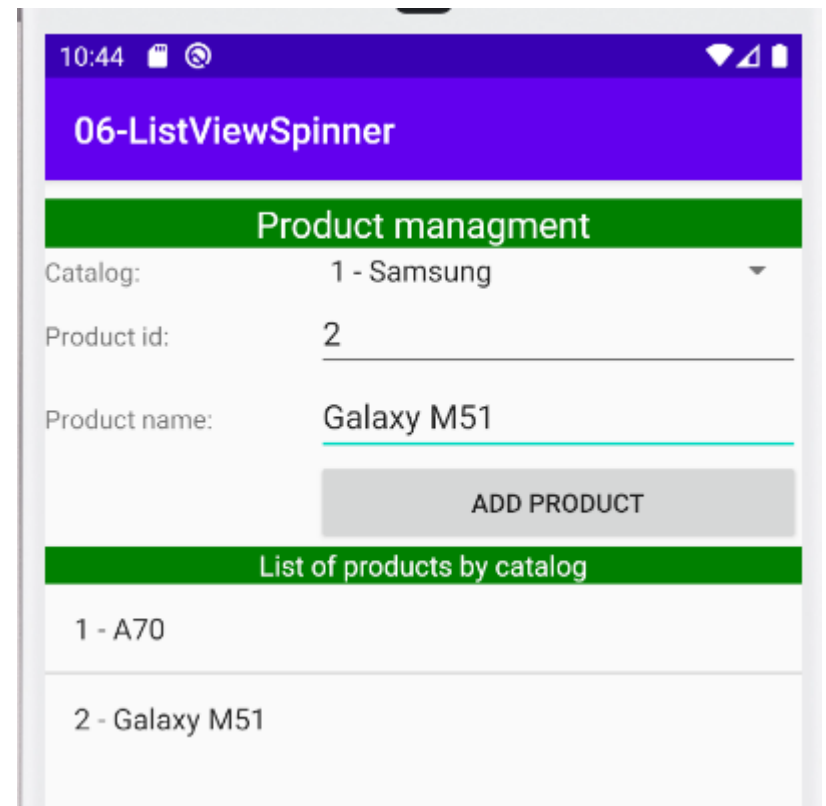 10:44
06-ListViewSpinner
Product managment
Catalog: 1 - Samsung
Product id: 2
Product name: Galaxy M51
ADD PRODUCT
List of products by catalog
1 - A70
2 - Galaxy M51